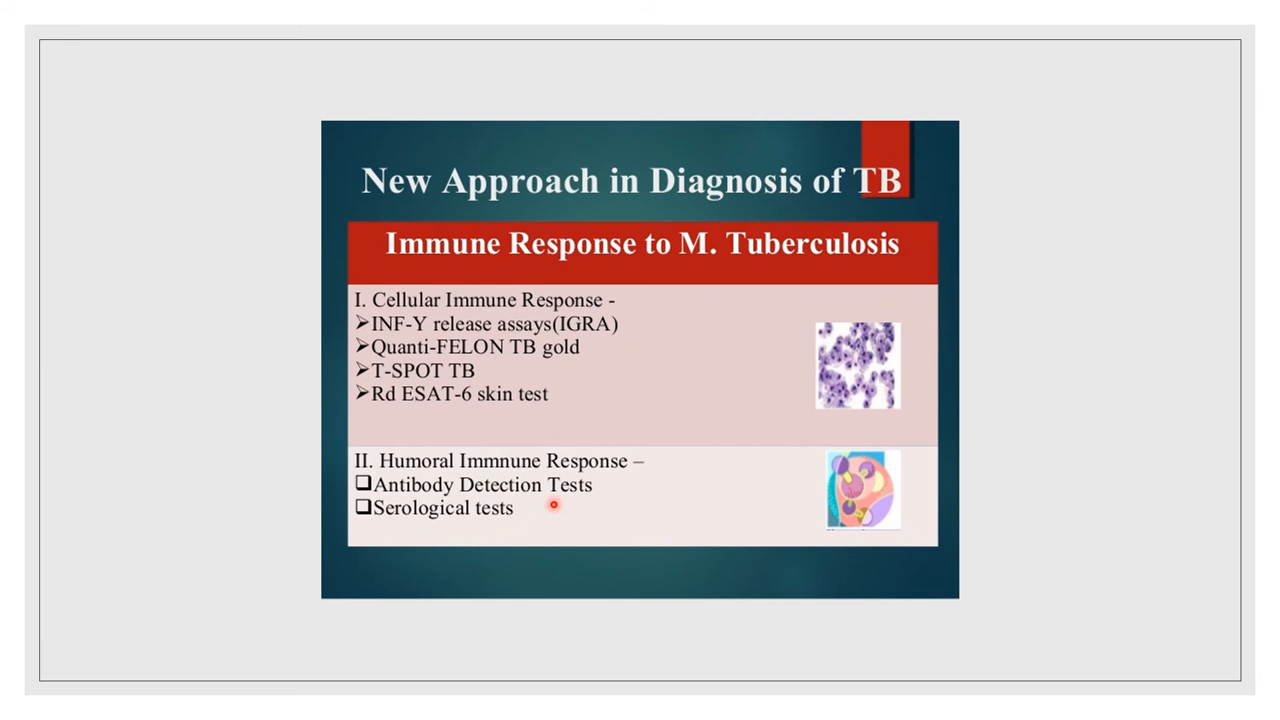 New Approach in Diagnosis of TB
Immune Response to M. Tuberculosis
I. Cellular Immune Response -
➢INF-Y release assays(IGRA)
➢Quanti-FELON TB gold
➢T-SPOT TB
➢Rd ESAT-6 skin test
II. Humoral Immnune Response –
❑Antibody Detection Tests
❑Serological tests